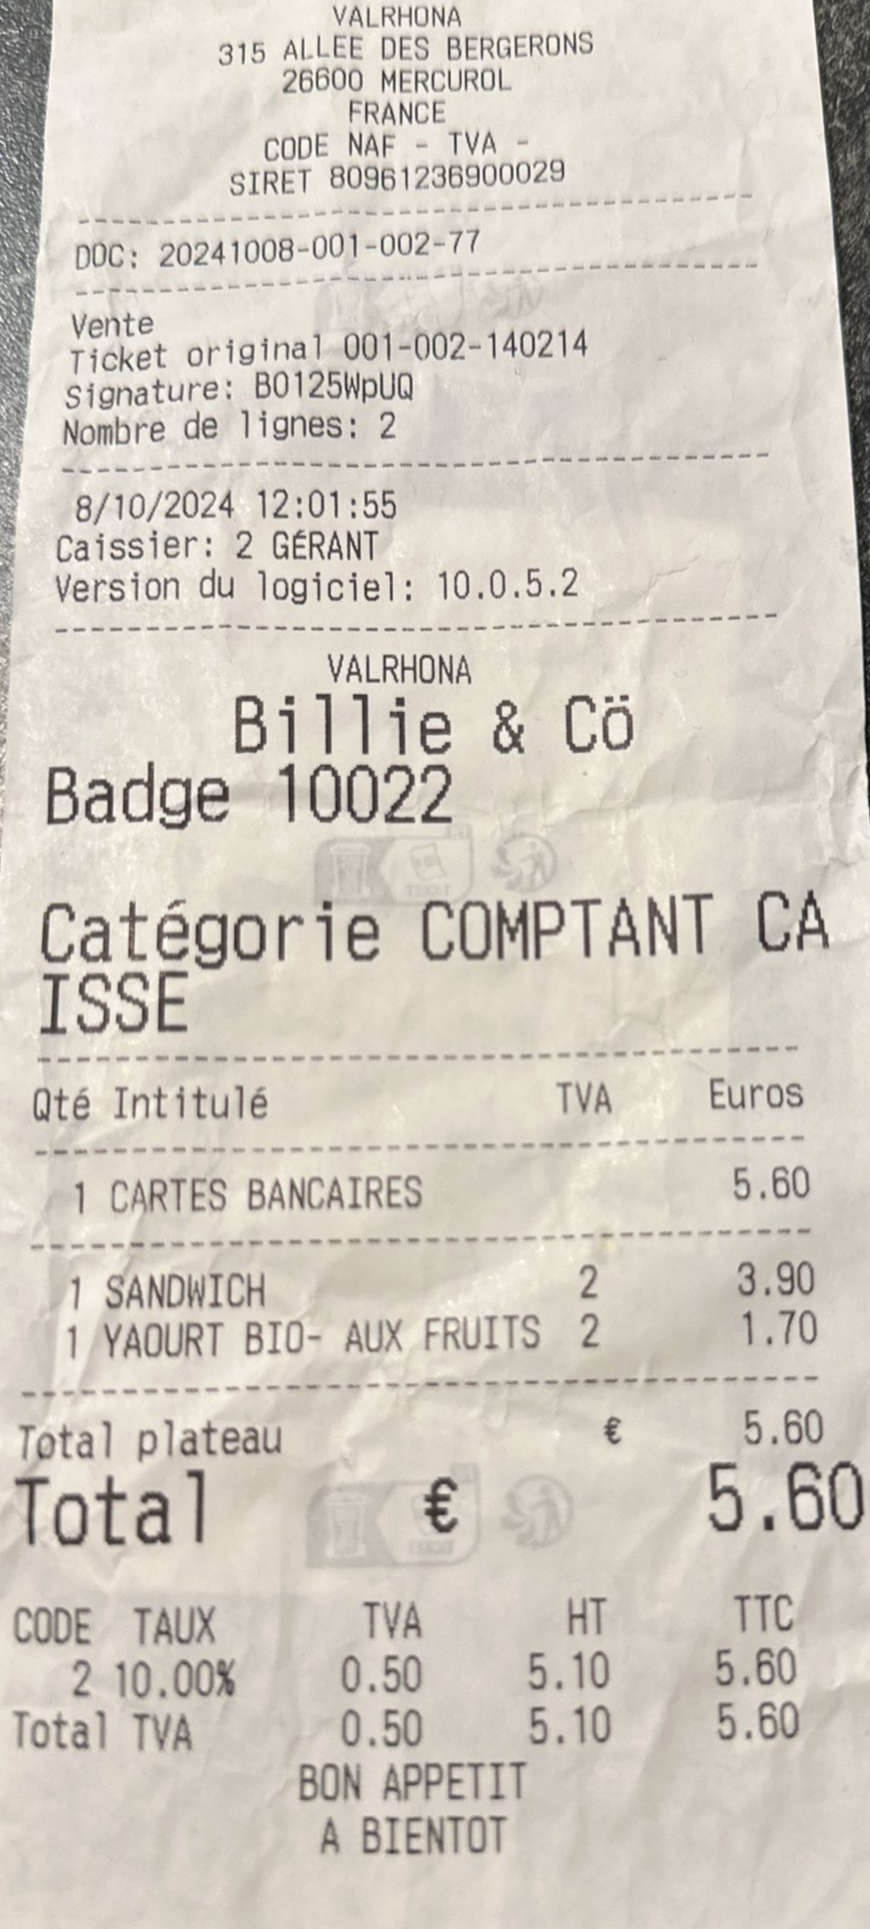 VALRHONA
315 ALLEE DES BERGERONS
26600 MERCUROL
FRANCE
CODE NAF - TVA -
SIRET 80961236900029
DOC: 20241008-001-002-77
Vente
Ticket original 001-002-140214
Signature: B0125WpUQ
Nombre de lignes: 2
8/10/2024 12:01:55
Caissier: 2 GÉRANT
Version du logiciel: 10.0.5.2
VALRHONA
Billie & Cö
Badge 10022
Catégorie COMPTANT CA
ISSE
Qté Intitulé TVA Euros
1 CARTES BANCAIRES 5.60
1 SANDWICH 2 3.90
1 YAOURT BIO- AUX FRUITS 2 1.70
Total plateau € 5.60
Total € 5.60
CODE TAUX TVA HT TTC
2 10.00% 0.50 5.10 5.60
Total TVA 0.50 5.10 5.60
BON APPETIT
A BIENTOT